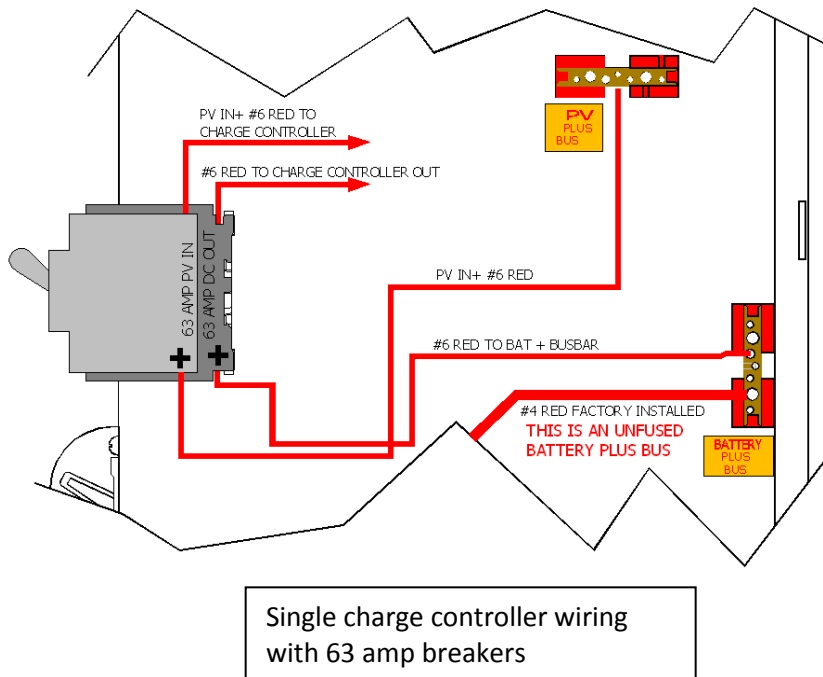 PV IN+ #6 RED TO
CHARGE CONTROLLER
#6 RED TO CHARGE CONTROLLER OUT
PV
PLUS
BUS
63 AMP PV IN
63 AMP DC OUT
+
+
PV IN+ #6 RED
#6 RED TO BAT + BUSBAR
#4 RED FACTORY INSTALLED
THIS IS AN UNFUSED
BATTERY PLUS BUS
BATTERY
PLUS
BUS
Single charge controller wiring
with 63 amp breakers